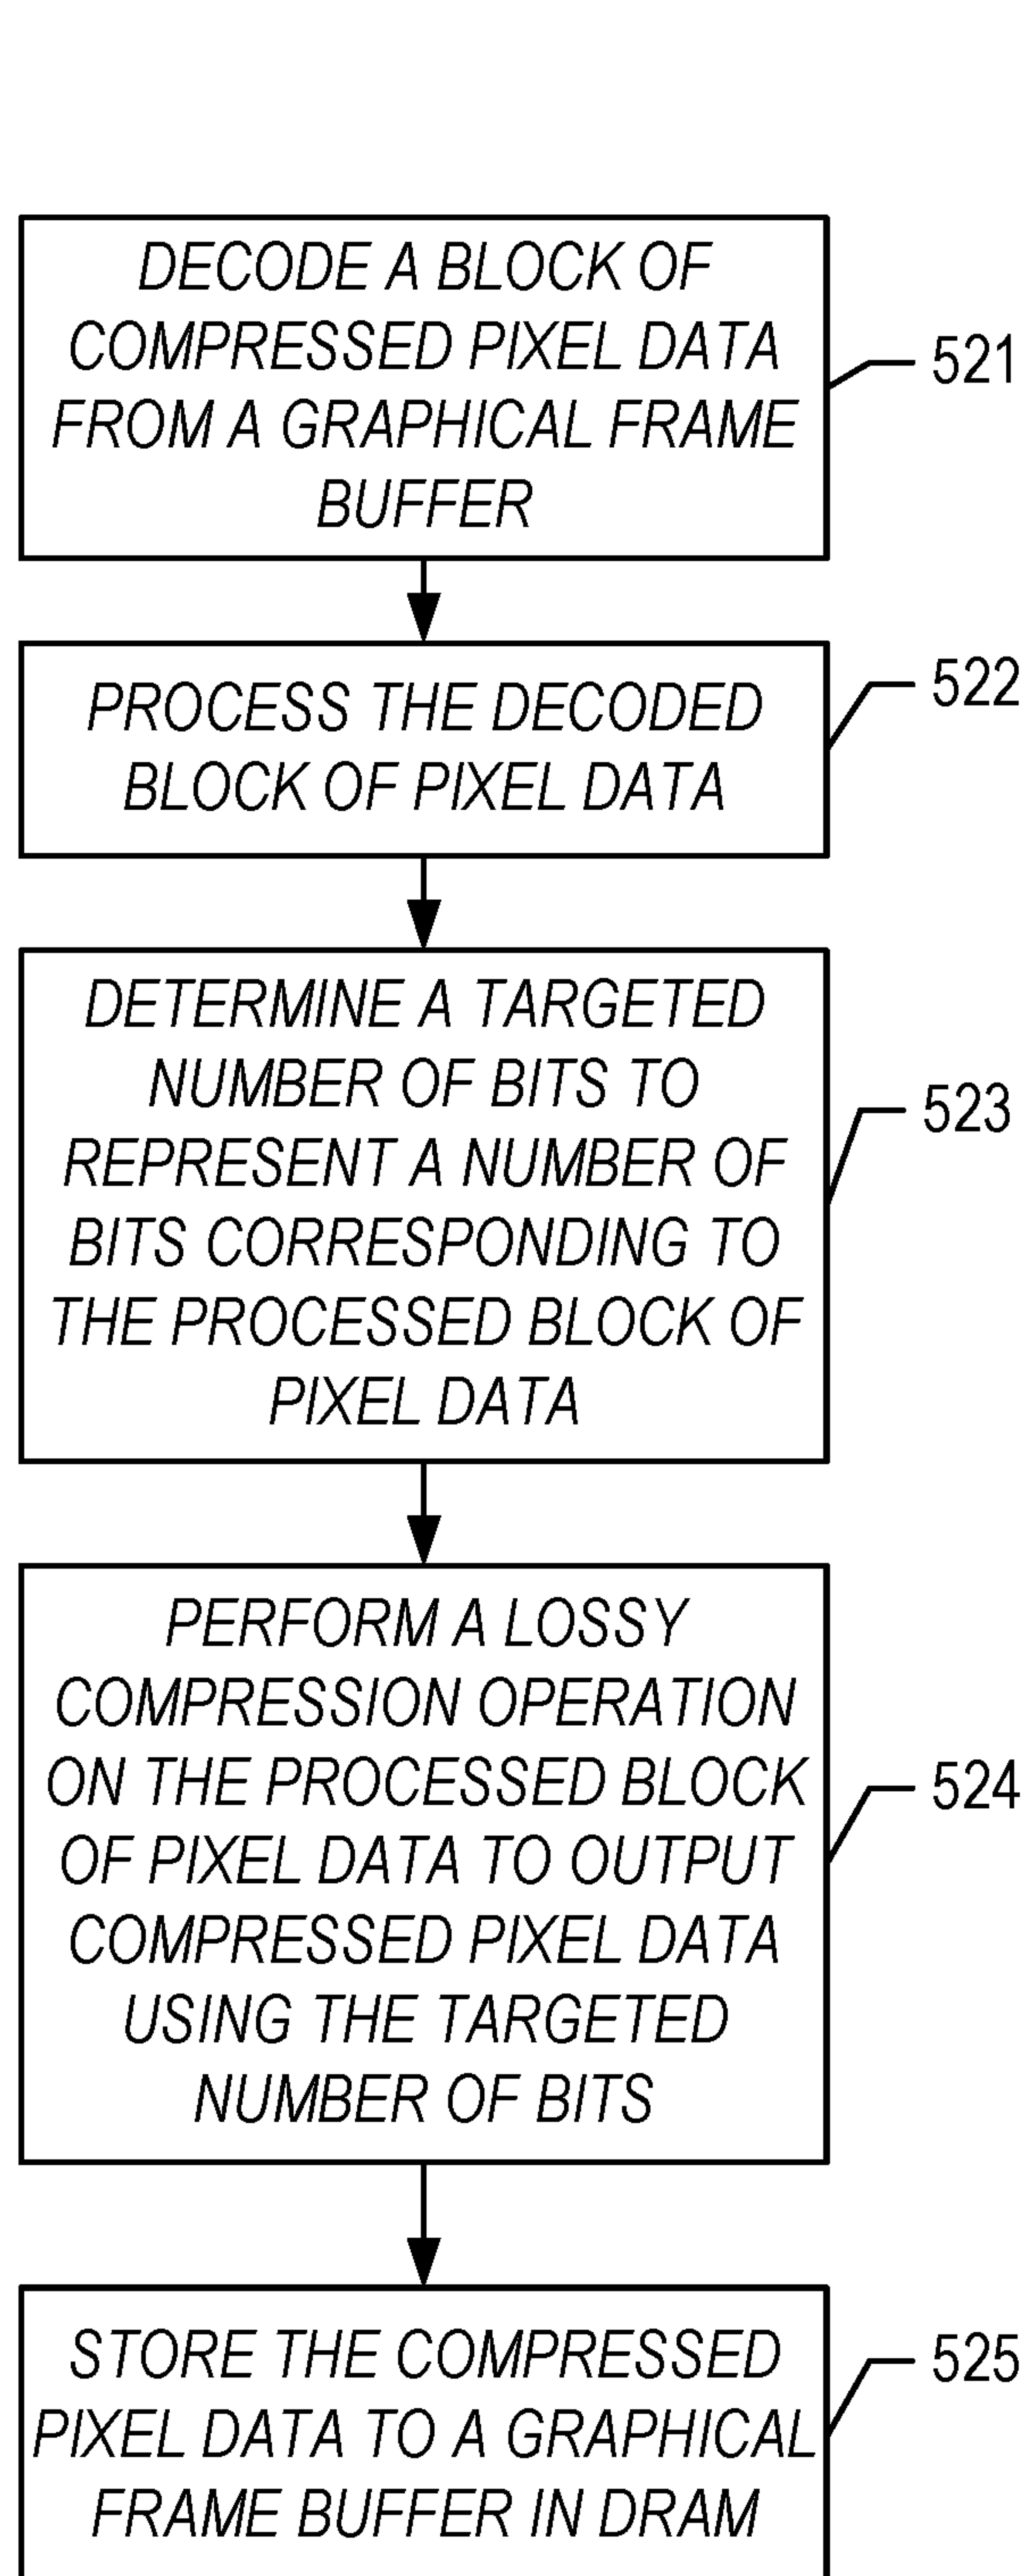 DECODE A BLOCK OF
COMPRESSED PIXEL DATA
FROM A GRAPHICAL FRAME
BUFFER
521
PROCESS THE DECODED
BLOCK OF PIXEL DATA
522
DETERMINE A TARGETED
NUMBER OF BITS TO
REPRESENT A NUMBER OF
BITS CORRESPONDING TO
THE PROCESSED BLOCK OF
PIXEL DATA
523
PERFORM A LOSSY
COMPRESSION OPERATION
ON THE PROCESSED BLOCK
OF PIXEL DATA TO OUTPUT
COMPRESSED PIXEL DATA
USING THE TARGETED
NUMBER OF BITS
524
STORE THE COMPRESSED
PIXEL DATA TO A GRAPHICAL
FRAME BUFFER IN DRAM
525